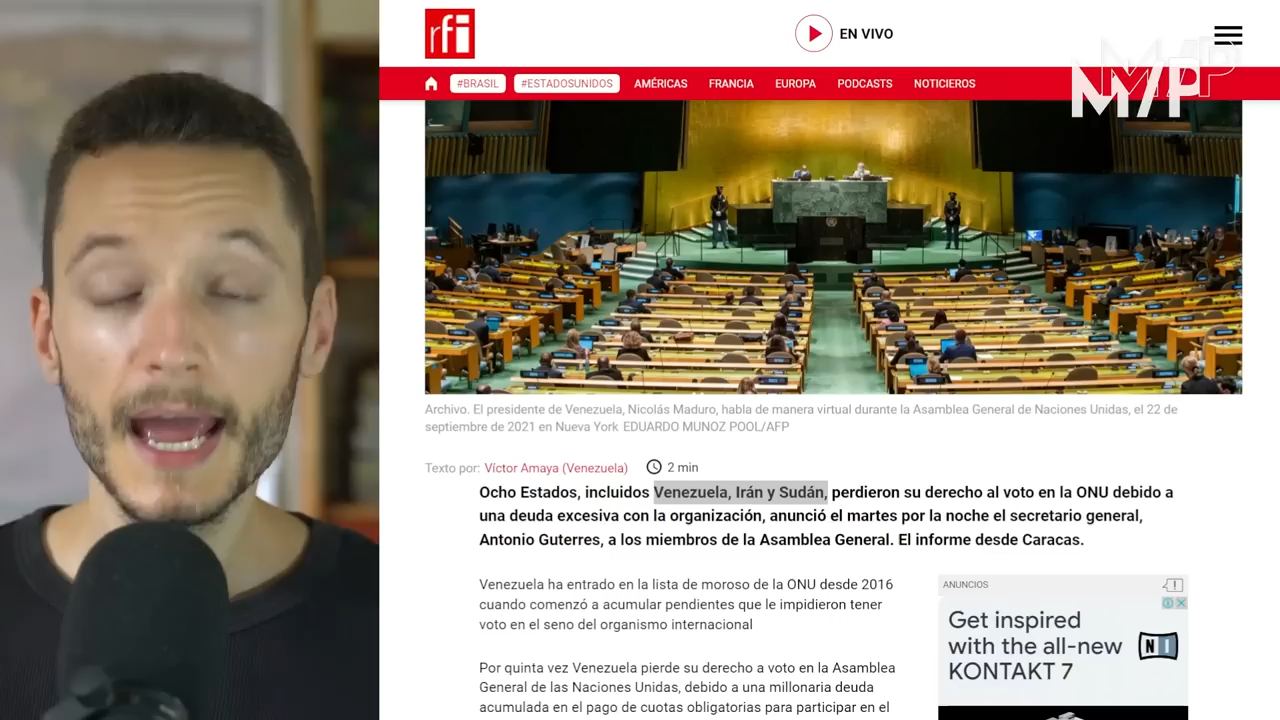 rfi
EN VIVO
M/P
#BRASIL #ESTADOSUNIDOS AMÉRICAS FRANCIA EUROPA PODCASTS NOTICIEROS
Archivo. El presidente de Venezuela, Nicolás Maduro, habla de manera virtual durante la Asamblea General de Naciones Unidas, el 22 de
septiembre de 2021 en Nueva York EDUARDO MUNOZ POOL/AFP
Texto por: Víctor Amaya (Venezuela) 2 min
Ocho Estados, incluidos Venezuela, Irán y Sudán, perdieron su derecho al voto en la ONU debido a
una deuda excesiva con la organización, anunció el martes por la noche el secretario general,
Antonio Guterres, a los miembros de la Asamblea General. El informe desde Caracas.
Venezuela ha entrado en la lista de moroso de la ONU desde 2016
cuando comenzó a acumular pendientes que le impidieron tener
voto en el seno del organismo internacional
Por quinta vez Venezuela pierde su derecho a voto en la Asamblea
General de las Naciones Unidas, debido a una millonaria deuda
acumulada en el pago de cuotas obligatorias para participar en el
ANUNCIOS
Get inspired
with the all-new
KONTAKT 7